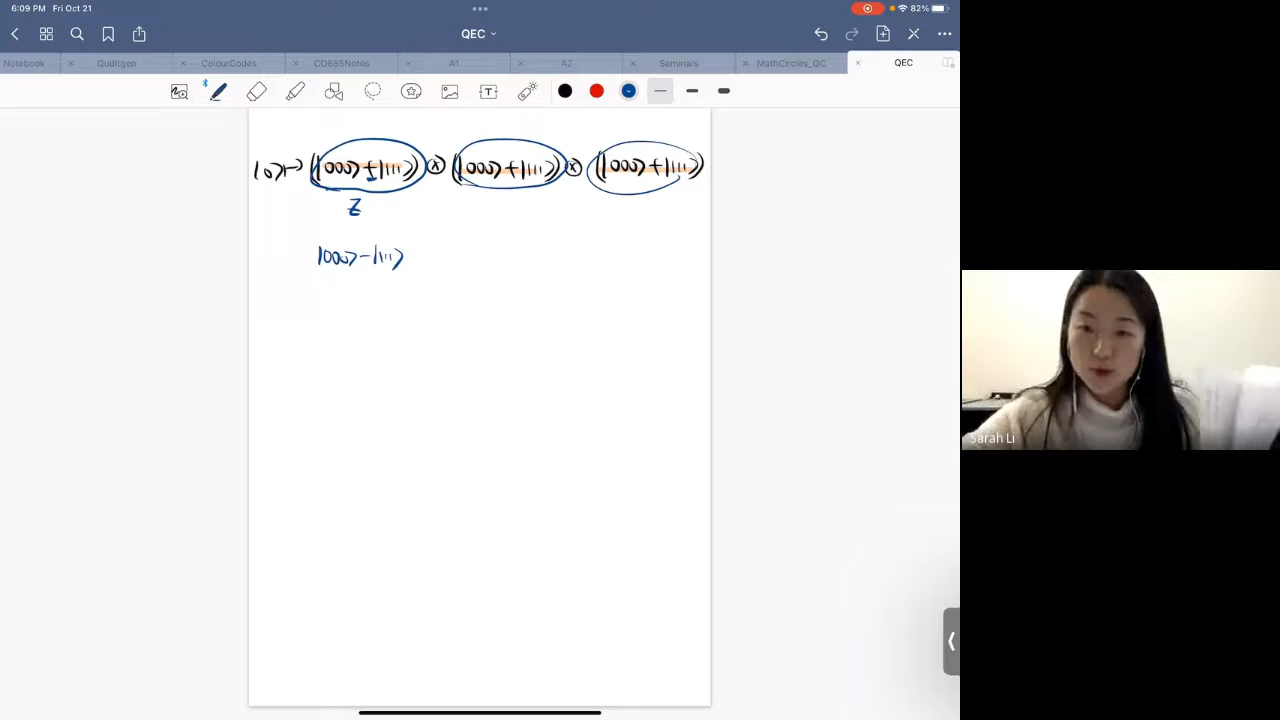 6:09 PM Fri Oct 21
82%
QEC
Notebook
Quditgen
ColourCodes
CO685Notes
A1
A2
Seminars
MathCircles_QC
QEC
|0⟩↦(|000⟩+|111⟩)⊗(|000⟩+|111⟩)⊗(|000⟩+|111⟩)
Z
|000⟩-|111⟩
Sarah Li